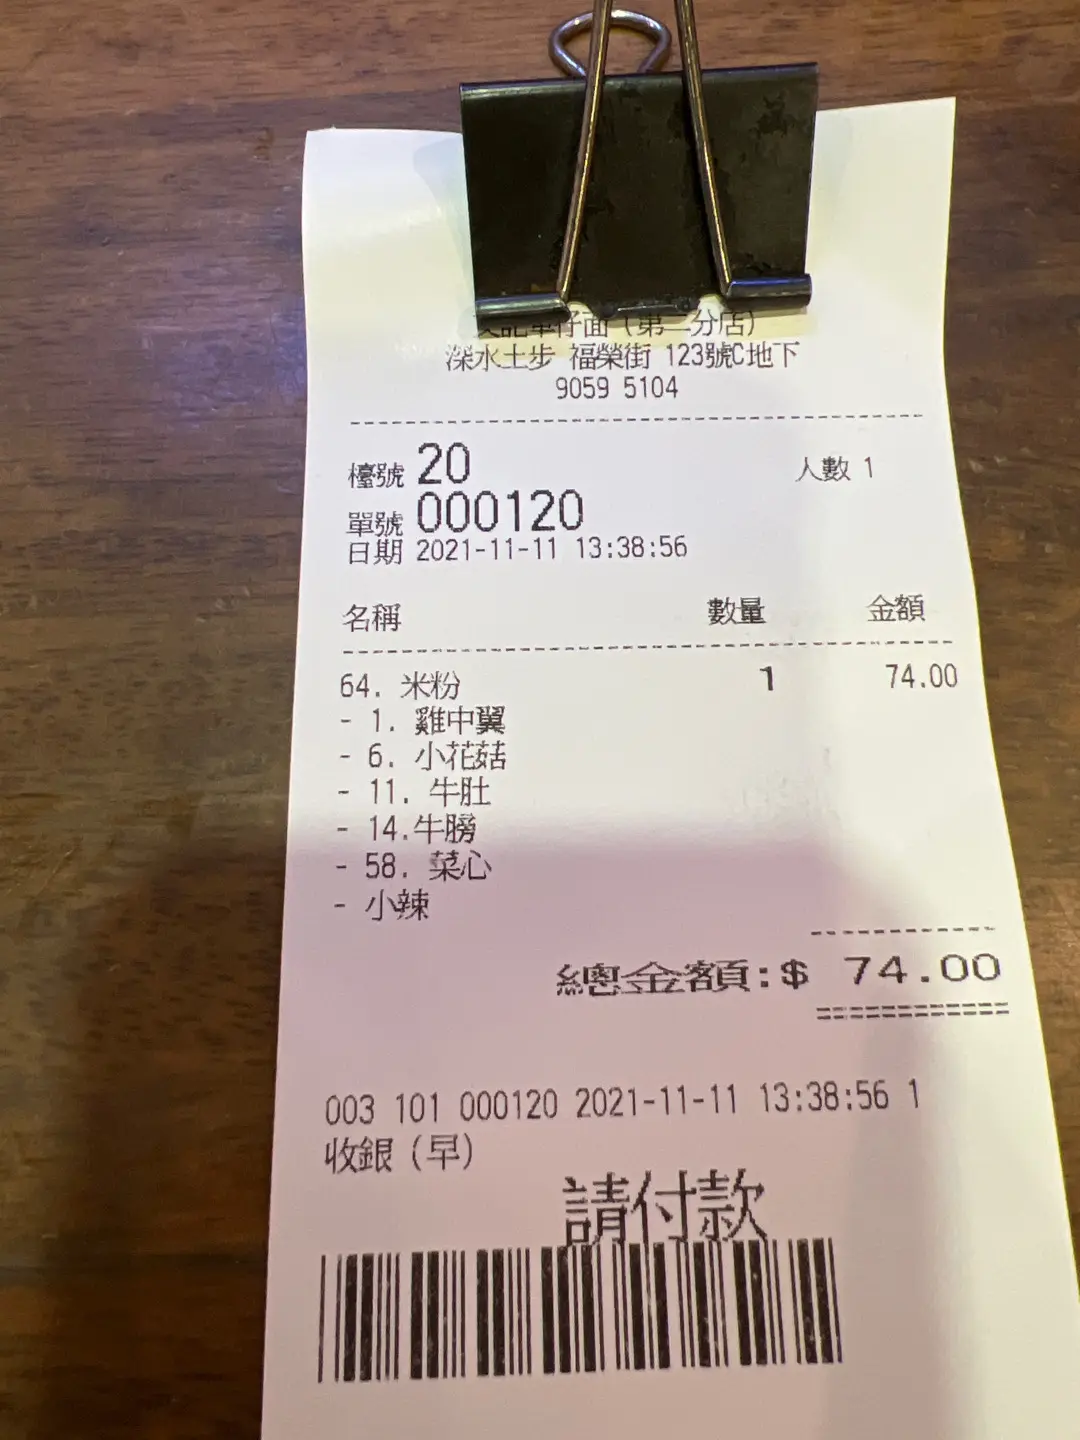 仔面(第二分店)
深水土步 福榮街 123號C地下
9059 5104
檯號 20 人數 1
單號 000120
日期 2021-11-11 13:38:56
名稱 數量 金額
64. 米粉 1 74.00
- 1. 雞中翼
- 6. 小花菇
- 11. 牛肚
- 14.牛膀
- 58. 菜心
- 小辣
總金額:$ 74.00
003 101 000120 2021-11-11 13:38:56 1
收銀(早)
請付款